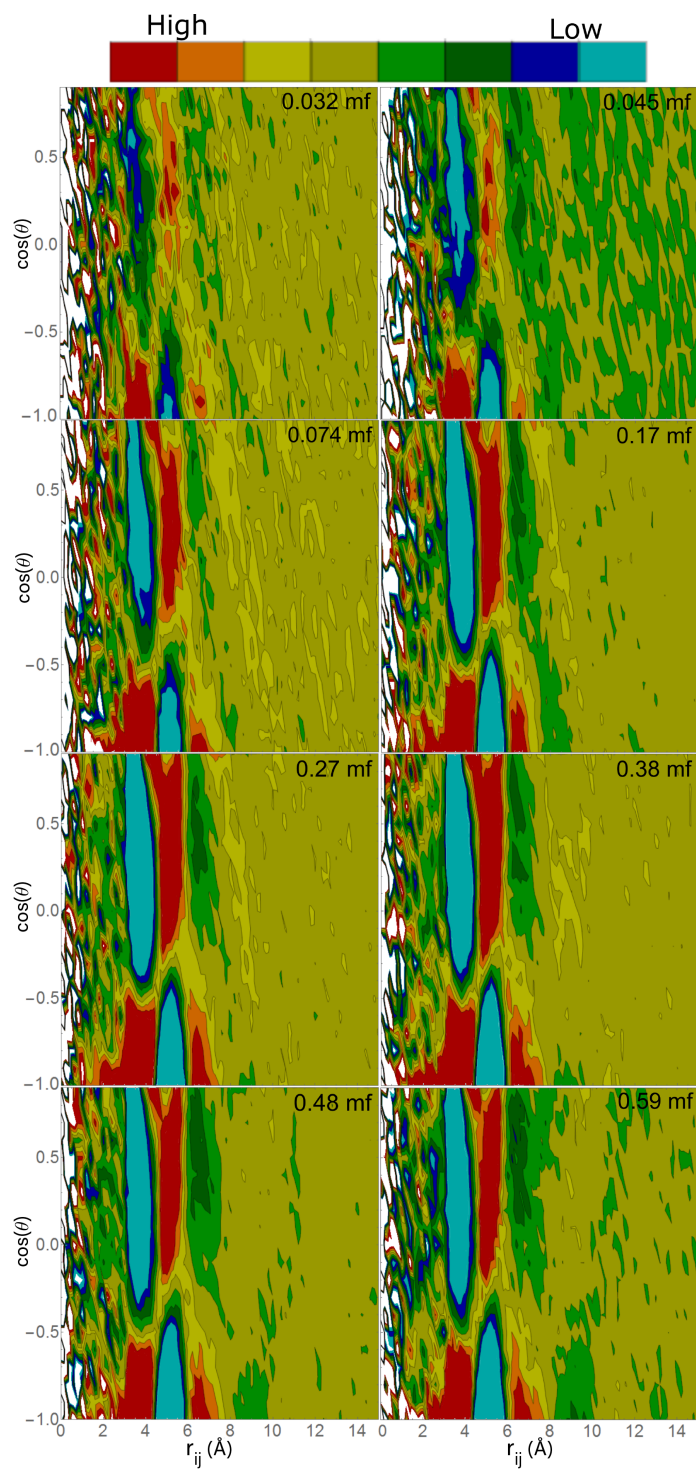 High Low
0.032 mf 0.045 mf
0.5
0.0
−0.5
−1.0
cos(θ)
0.074 mf 0.17 mf
0.5
0.0
−0.5
−1.0
cos(θ)
0.27 mf 0.38 mf
0.5
0.0
−0.5
−1.0
cos(θ)
0.48 mf 0.59 mf
0.5
0.0
−0.5
−1.0
cos(θ)
0 2 4 6 8 10 12 14 0 2 4 6 8 10 12 14
r_ij (Å) r_ij (Å)